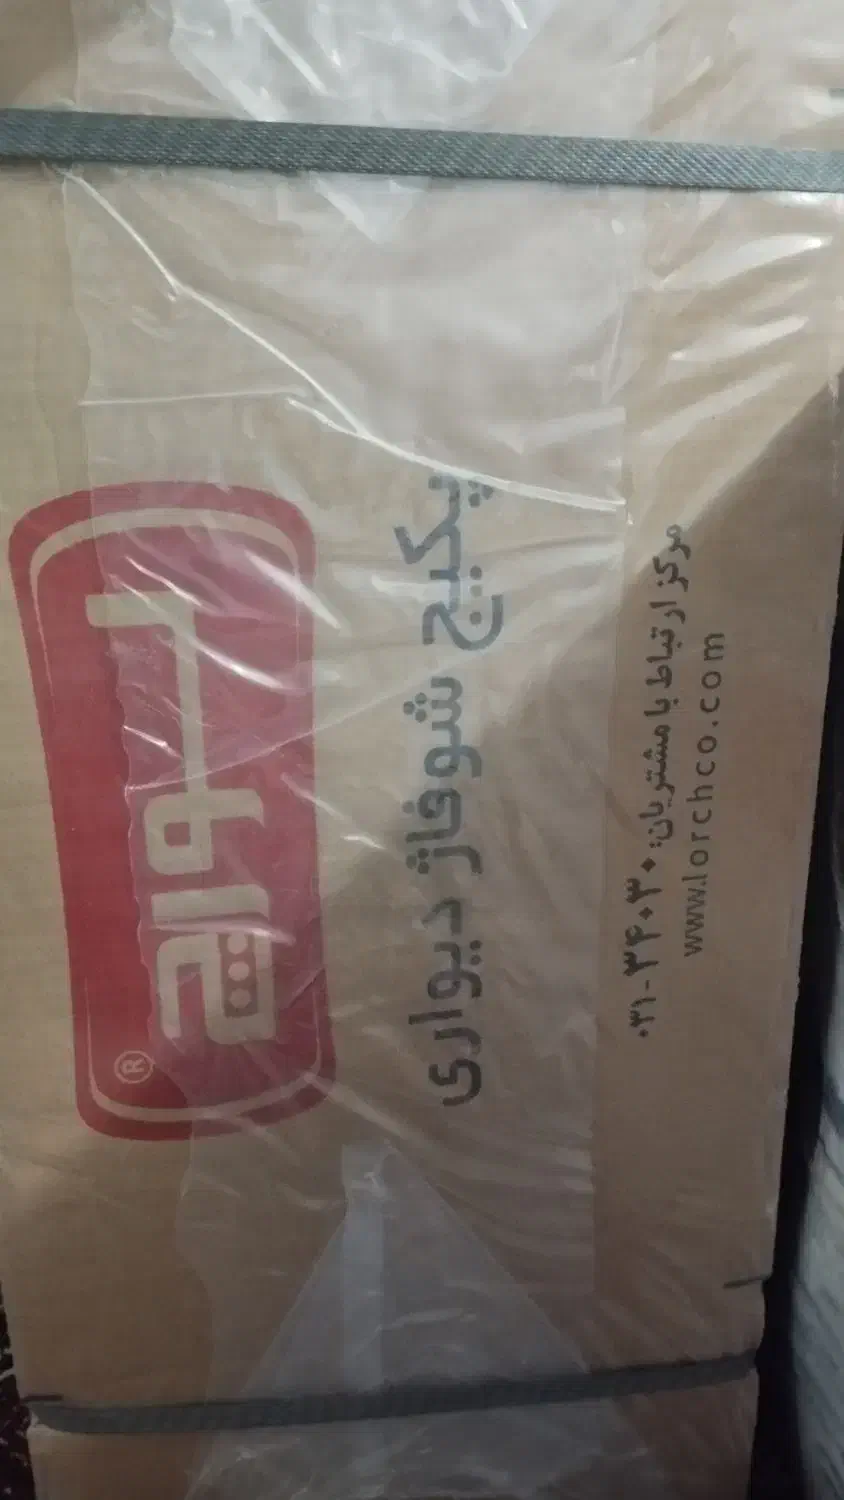 لورچ
®
پکیج شوفاژ دیواری
مرکز ارتباط با مشتریان: ۳۴۰۳۰-۰۳۱
www.lorchco.com